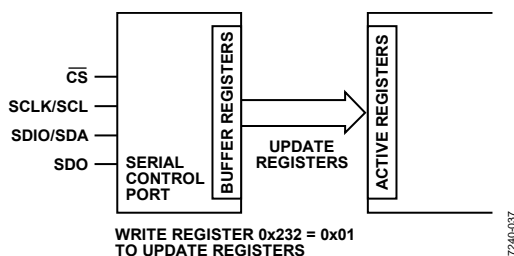 CS
SCLK/SCL
SDIO/SDA
SDO
SERIAL
CONTROL
PORT
BUFFER REGISTERS
UPDATE
REGISTERS
ACTIVE REGISTERS
WRITE REGISTER 0x232 = 0x01
TO UPDATE REGISTERS
7240-037